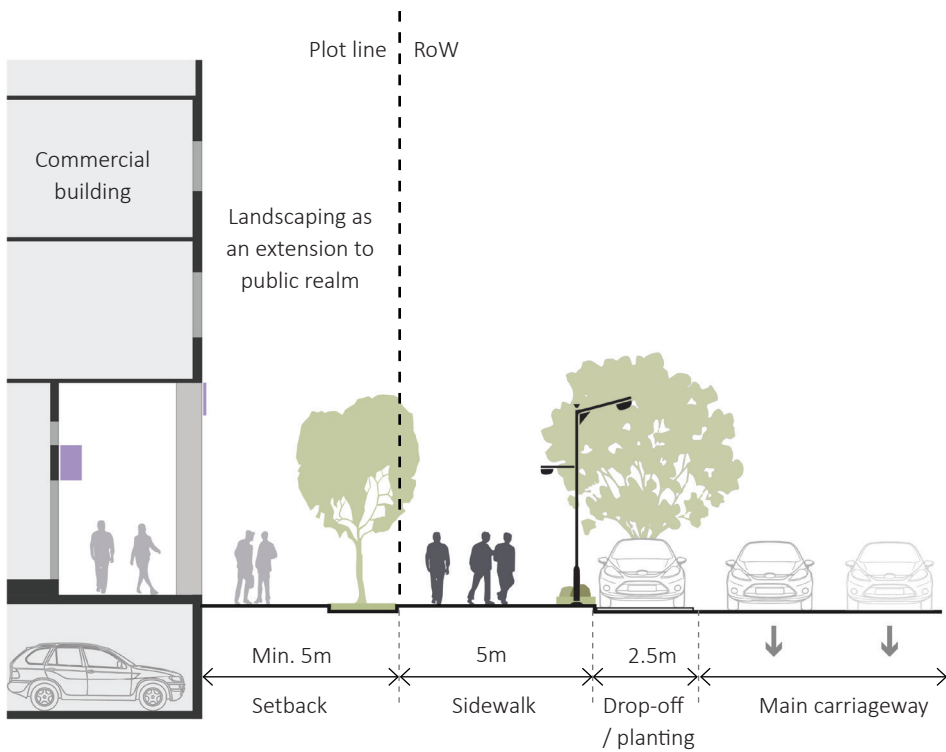 Plot line
RoW
Commercial
building
Landscaping as
an extension to
public realm
Min. 5m
5m
2.5m
Setback
Sidewalk
Drop-off
/ planting
Main carriageway